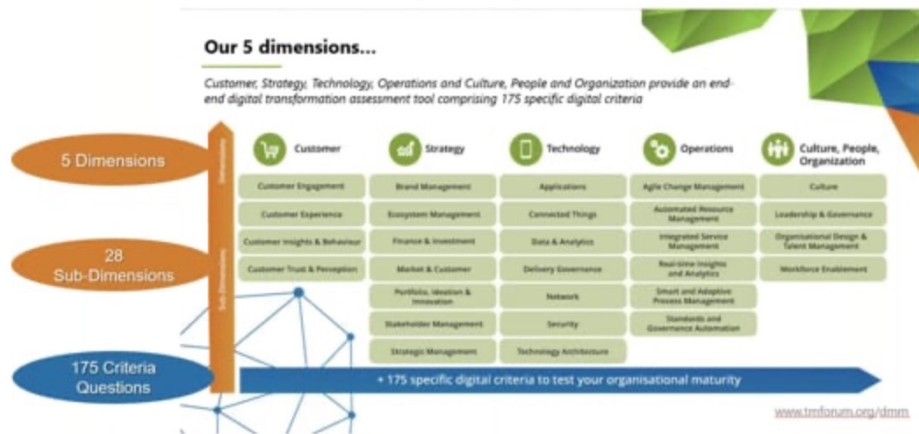 Our 5 dimensions...
Customer, Strategy, Technology, Operations and Culture, People and Organization provide an end-
end digital transformation assessment tool comprising 175 specific digital criteria
5 Dimensions
28
Sub-Dimensions
175 Criteria
Questions
Dimensions
Sub-Dimensions
Customer
Customer Engagement
Customer Experience
Customer Insights & Behaviour
Customer Trust & Perception
Strategy
Brand Management
Ecosystem Management
Finance & Investment
Market & Customer
Portfolio, Ideation &
Innovation
Stakeholder Management
Strategic Management
Technology
Applications
Connected Things
Data & Analytics
Delivery Governance
Network
Security
Technology Architecture
Operations
Agile Change Management
Automated Resource
Management
Integrated Service
Management
Real-time Insights
and Analytics
Smart and Adaptive
Process Management
Standards and
Governance Automation
Culture, People,
Organization
Culture
Leadership & Governance
Organisational Design &
Talent Management
Workforce Enablement
+ 175 specific digital criteria to test your organisational maturity
www.tmforum.org/dmm